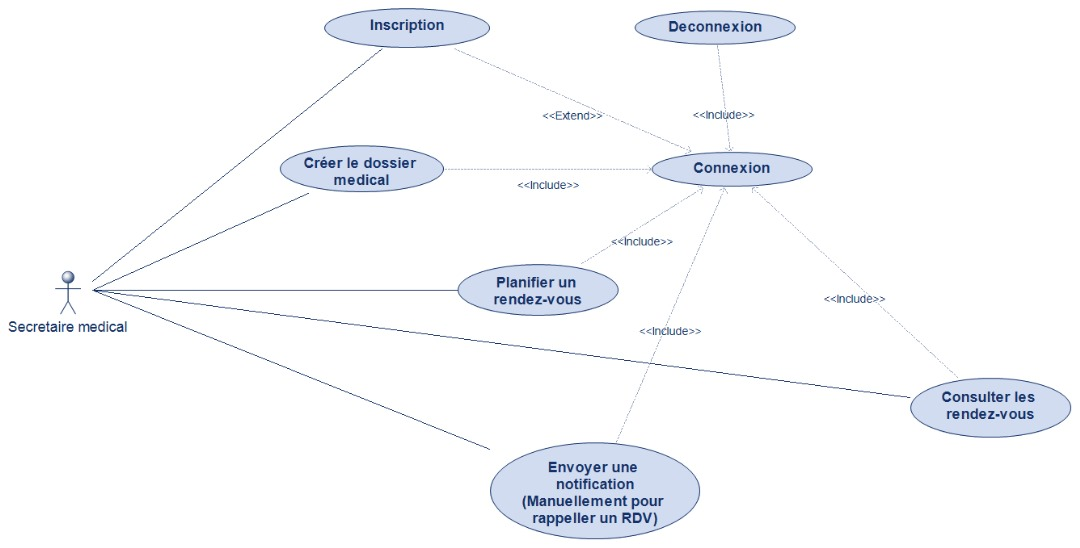 Inscription
Deconnexion
<<Extend>>
<<Include>>
Créer le dossier
medical
Connexion
<<Include>>
<<Include>>
Planifier un
rendez-vous
<<Include>>
<<Include>>
Secretaire medical
Consulter les
rendez-vous
Envoyer une
notification
(Manuellement pour
rappeller un RDV)